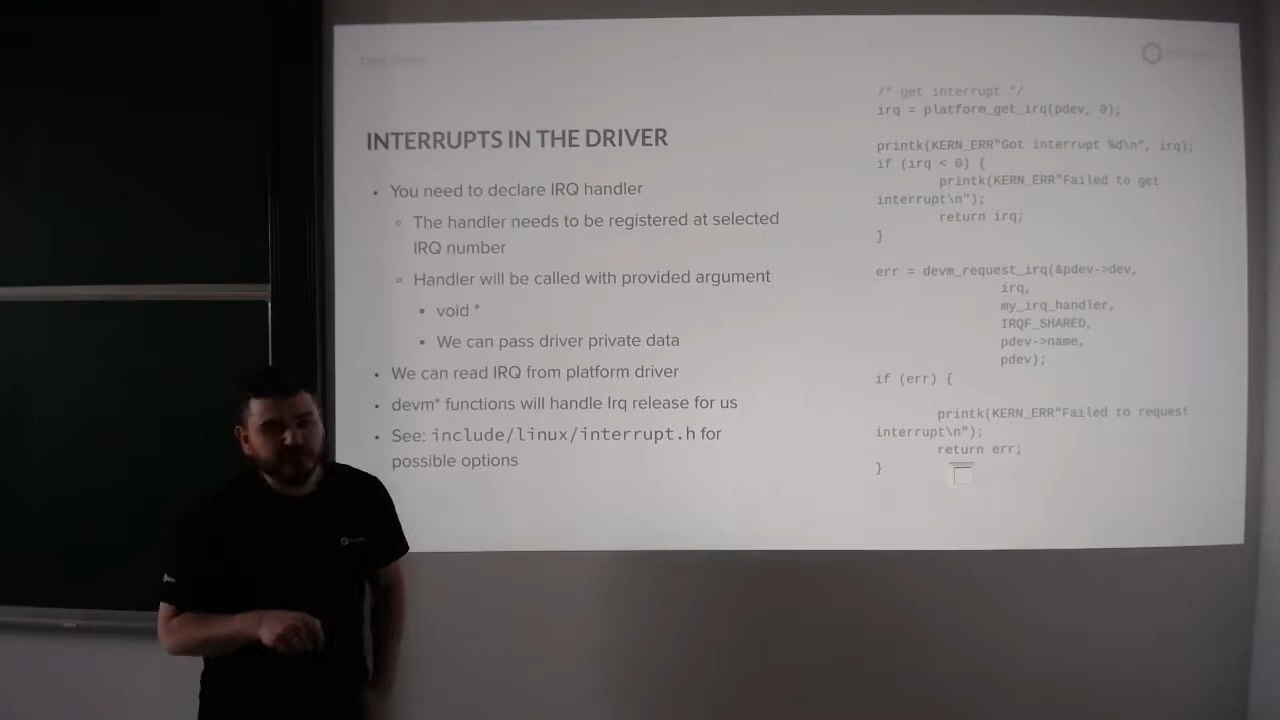 INTERRUPTS IN THE DRIVER
• You need to declare IRQ handler
◦ The handler needs to be registered at selected
IRQ number
◦ Handler will be called with provided argument
▪ void *
▪ We can pass driver private data
• We can read IRQ from platform driver
• devm* functions will handle Irq release for us
• See: include/linux/interrupt.h for
possible options
/* get interrupt */
irq = platform_get_irq(pdev, 0);
printk(KERN_ERR"Got interrupt %d\n", irq);
if (irq < 0) {
printk(KERN_ERR"Failed to get
interrupt\n");
return irq;
}
err = devm_request_irq(&pdev->dev,
irq,
my_irq_handler,
IRQF_SHARED,
pdev->name,
pdev);
if (err) {
printk(KERN_ERR"Failed to request
interrupt\n");
return err;
}